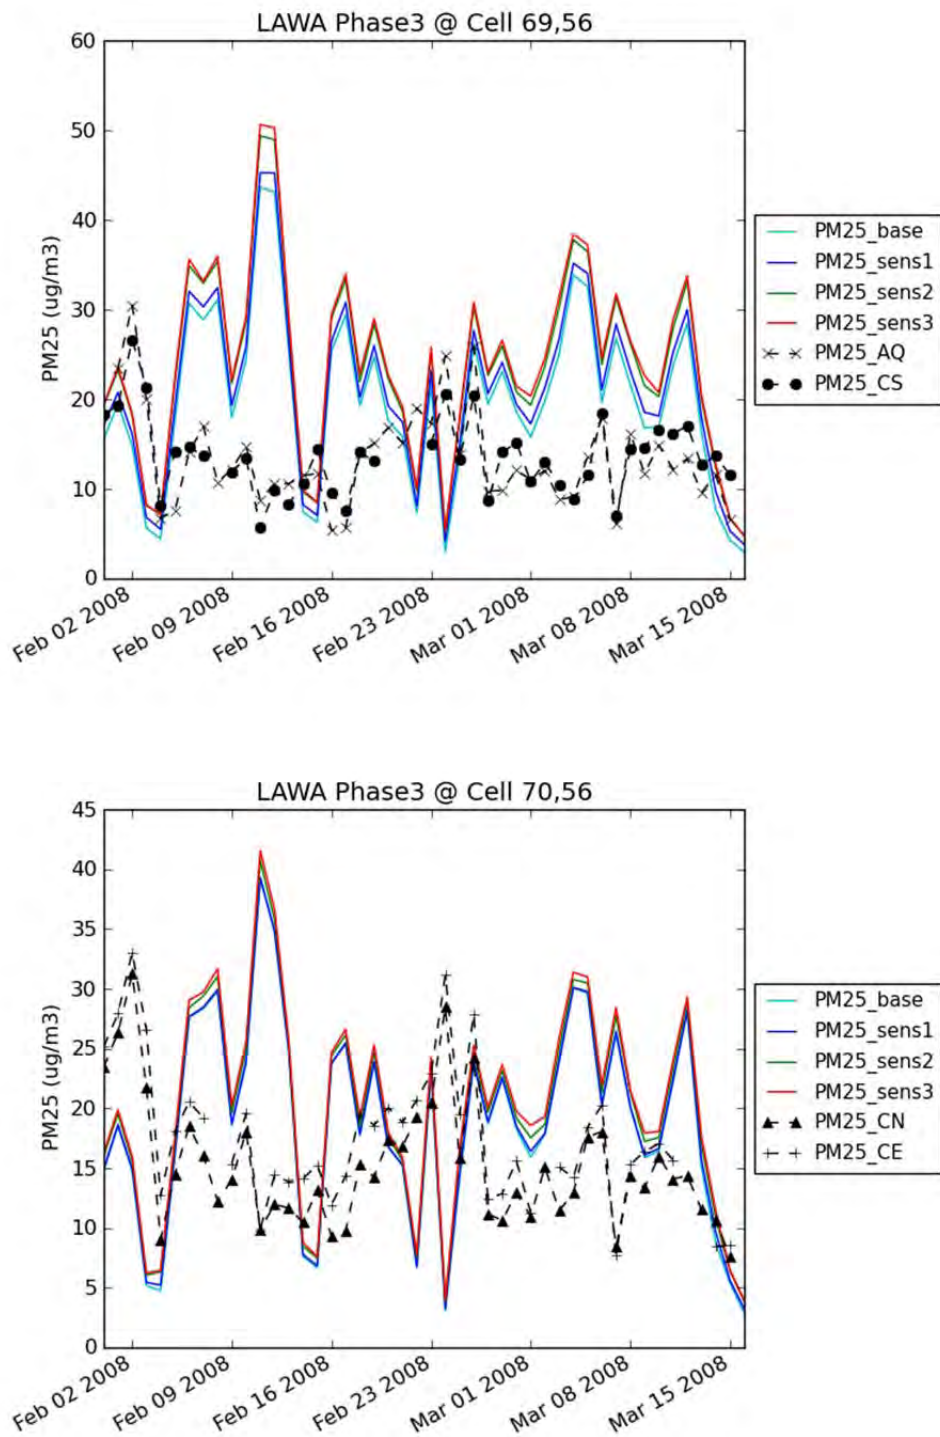 LAWA Phase3 @ Cell 69,56
60
50
40
30
20
10
0
PM25 (ug/m3)
Feb 02 2008
Feb 09 2008
Feb 16 2008
Feb 23 2008
Mar 01 2008
Mar 08 2008
Mar 15 2008
PM25_base
PM25_sens1
PM25_sens2
PM25_sens3
PM25_AQ
PM25_CS
LAWA Phase3 @ Cell 70,56
45
40
35
30
25
20
15
10
5
0
PM25 (ug/m3)
Feb 02 2008
Feb 09 2008
Feb 16 2008
Feb 23 2008
Mar 01 2008
Mar 08 2008
Mar 15 2008
PM25_base
PM25_sens1
PM25_sens2
PM25_sens3
PM25_CN
PM25_CE